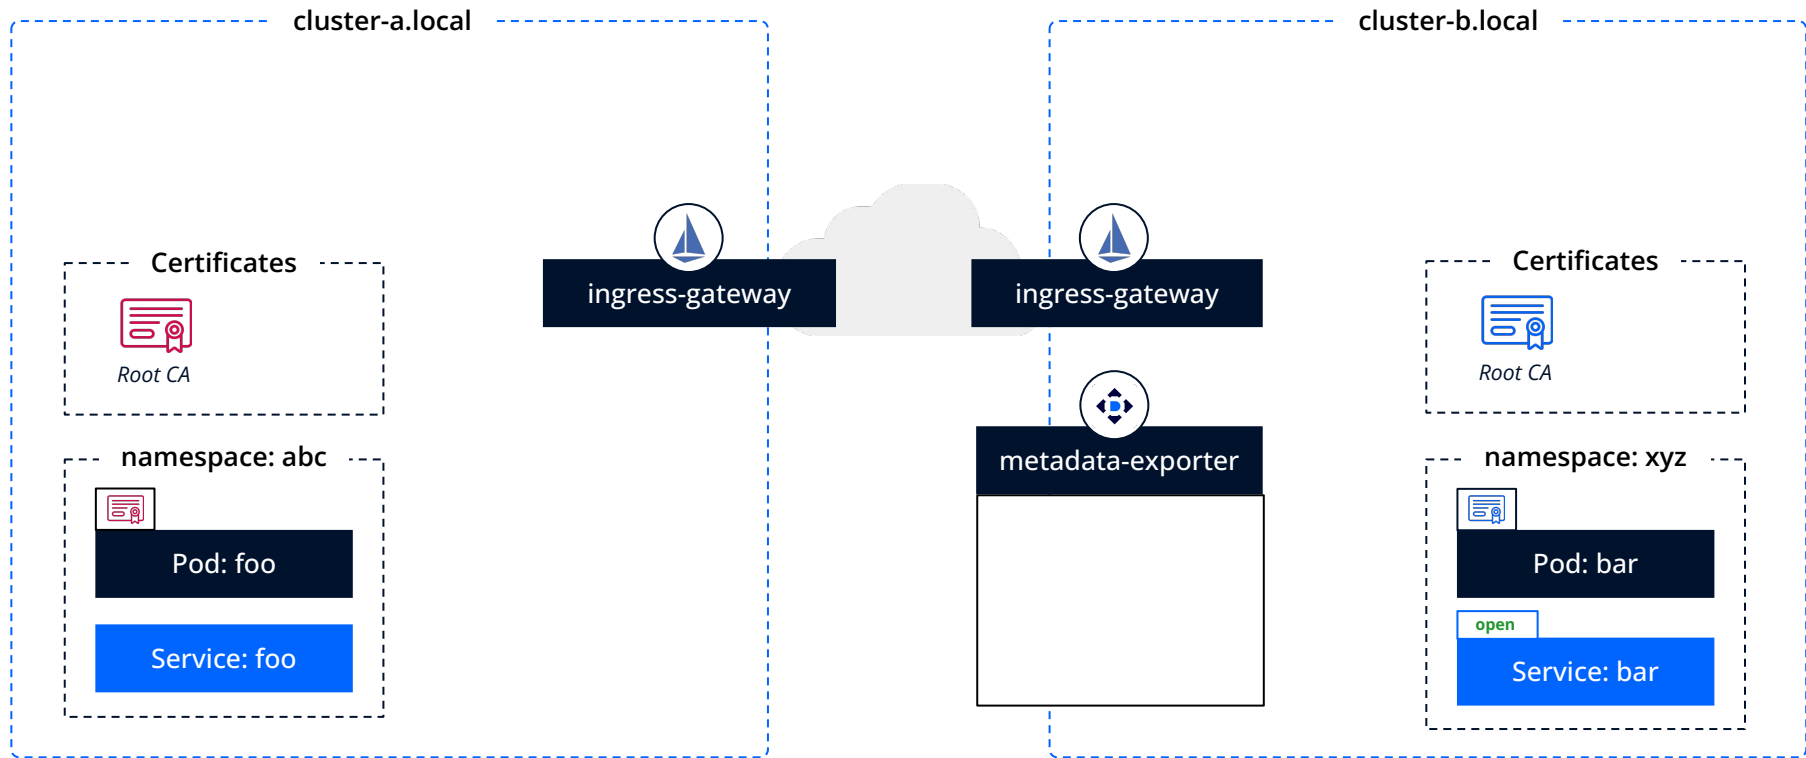 cluster-a.local
cluster-b.local
ingress-gateway
ingress-gateway
Certificates
Root CA
Certificates
Root CA
metadata-exporter
namespace: abc
Pod: foo
Service: foo
namespace: xyz
Pod: bar
open
Service: bar